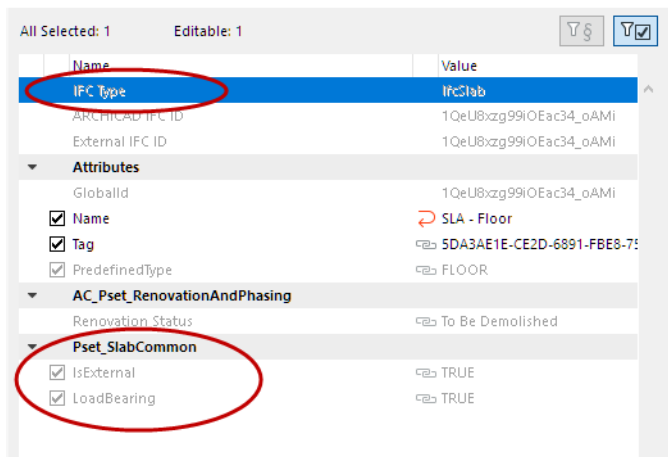 All Selected: 1 Editable: 1
Name Value
IFC Type IfcSlab
ARCHICAD IFC ID 1QeU8xzg99iOEac34_oAMi
External IFC ID 1QeU8xzg99iOEac34_oAMi
Attributes
GlobalId 1QeU8xzg99iOEac34_oAMi
Name SLA - Floor
Tag 5DA3AE1E-CE2D-6891-FBE8-75
PredefinedType FLOOR
AC_Pset_RenovationAndPhasing
Renovation Status To Be Demolished
Pset_SlabCommon
IsExternal TRUE
LoadBearing TRUE